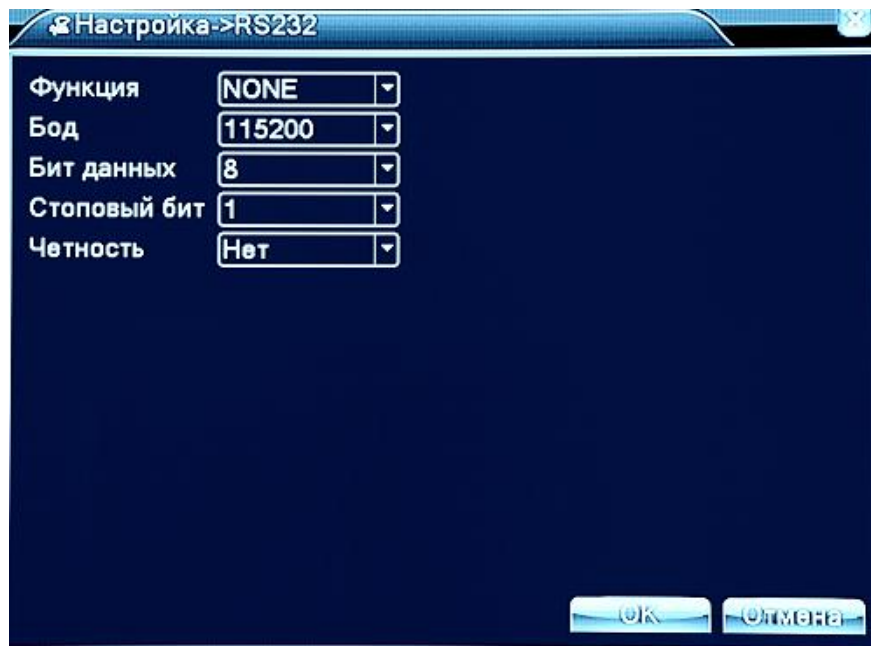 Настройка->RS232
Функция NONE
Бод 115200
Бит данных 8
Стоповый бит 1
Четность Нет
OK Отмена